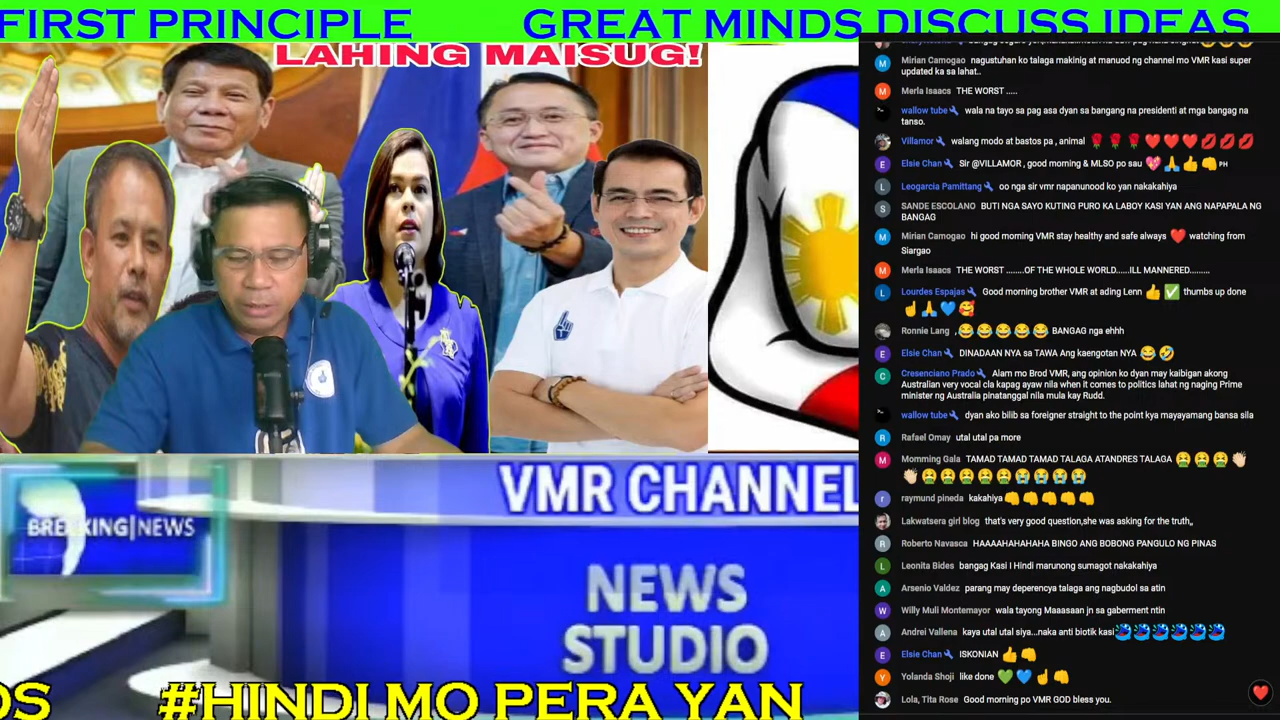 FIRST PRINCIPLE GREAT MINDS DISCUSS IDEAS
LAHING MAISUG!
Mirian Camogao nagustuhan ko talaga makinig at manuod ng channel mo VMR kasi super
updated ka sa lahat..
Merla Isaacs THE WORST .....
wallow tube wala na tayo sa pag asa dyan sa bangang na presidenti at mga bangag na
tanso.
Villamor walang modo at bastos pa , animal 🌹🌹🌹❤️❤️❤️💋💋💋
Elsie Chan Sir @VILLAMOR , good morning & MLSO po sau 💖🙏👍👊PH
Leogarcia Pamittang oo nga sir vmr napanunood ko yan nakakahiya
SANDE ESCOLANO BUTI NGA SAYO KUTING PURO KA LABOY KASI YAN ANG NAPAPALA NG
BANGAG
Mirian Camogao hi good morning VMR stay healthy and safe always ❤️ watching from
Siargao
Merla Isaacs THE WORST ........OF THE WHOLE WORLD......ILL MANNERED.........
Lourdes Espajas Good morning brother VMR at ading Lenn 👍✅ thumbs up done
☝️🙏💙🥰
Ronnie Lang ,😂😂😂😂😂 BANGAG nga ehhh
Elsie Chan DINADAAN NYA sa TAWA Ang kaengotan NYA 😂🤣
Cresenciano Prado Alam mo Brod VMR, ang opinion ko dyan may kaibigan akong
Australian very vocal cla kapag ayaw nila when it comes to politics lahat ng naging Prime
minister ng Australia pinatanggal nila mula kay Rudd.
wallow tube dyan ako bilib sa foreigner straight to the point kya mayayamang bansa sila
Rafael Omay utal utal pa more
Momming Gala TAMAD TAMAD TAMAD TALAGA ATANDRES TALAGA 🤮🤮🤮👏🏻
👏🏻🤮🤮🤮🤮🤮😭😭😭😭
raymund pineda kakahiya👊👊👊👊👊
Lakwatsera girl blog that's very good question,she was asking for the truth,,
Roberto Navasca HAAAAHAHAHAHA BINGO ANG BOBONG PANGULO NG PINAS
Leonita Bides bangag Kasi I Hindi marunong sumagot nakakahiya
Arsenio Valdez parang may deperencya talaga ang nagbudol sa atin
Willy Muli Montemayor wala tayong Maaasaan jn sa gaberment ntin
Andrei Vallena kaya utal utal siya...naka anti biotik kasi
Elsie Chan ISKONIAN 👍👊
Yolanda Shoji like done 💚💙☝️👊
Lola, Tita Rose Good morning po VMR GOD bless you.
VMR CHANNEL
BREAKING|NEWS
NEWS
STUDIO
OS #HINDI MO PERA YAN